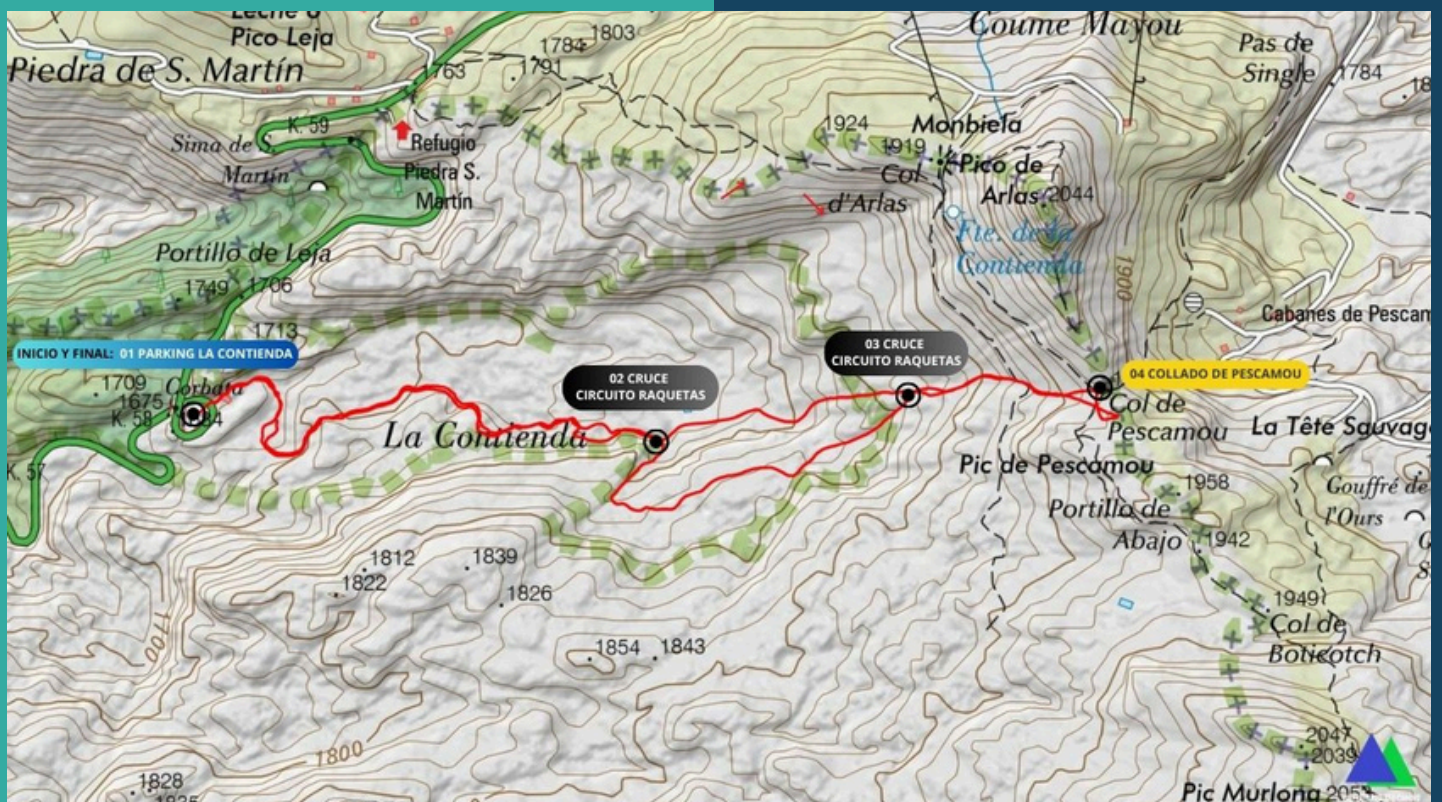 Leche o
Pico Leja
Piedra de S. Martín
1784
1803
1791
763
K. 59
Sima de S.
Martín
Refugio
Piedra S.
Martín
Portillo de Leja
1749
1706
1713
Coume Mayou
Pas de
Single
1784
1924
Monbiela
1919
Col
d'Arlas
Pico de
Arlas
2044
Fte. de la
Contienda
1900
Cabanes de Pescam
INICIO Y FINAL: 01 PARKING LA CONTIENDA
1709
Corbata
1675
K. 58
K. 57
02 CRUCE
CIRCUITO RAQUETAS
03 CRUCE
CIRCUITO RAQUETAS
04 COLLADO DE PESCAMOU
La Contienda
Col de
Pescamou
La Tête Sauvag
Pic de Pescamou
1958
Portillo de
Abajo
1942
Gouffré de
l'Ours
1949
Col de
Boticotch
1812
1822
1839
1826
1854
1843
1700
1800
1828
1835
2047
2039
Pic Murlong
2053